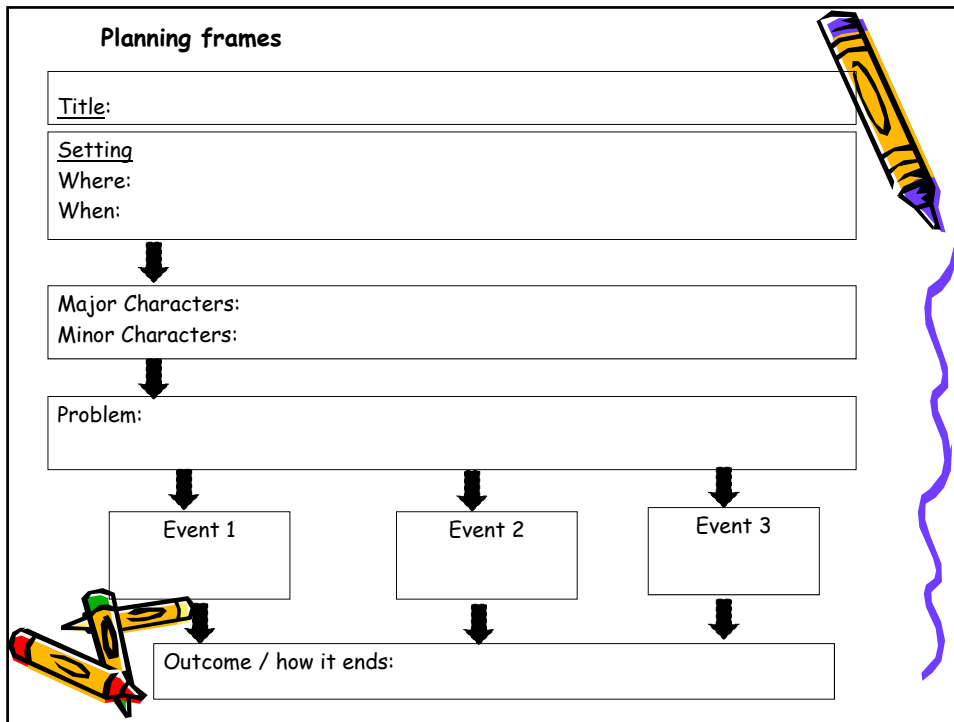 Planning frames
Title:
Setting
Where:
When:
Major Characters:
Minor Characters:
Problem:
Event 1
Event 2
Event 3
Outcome / how it ends: